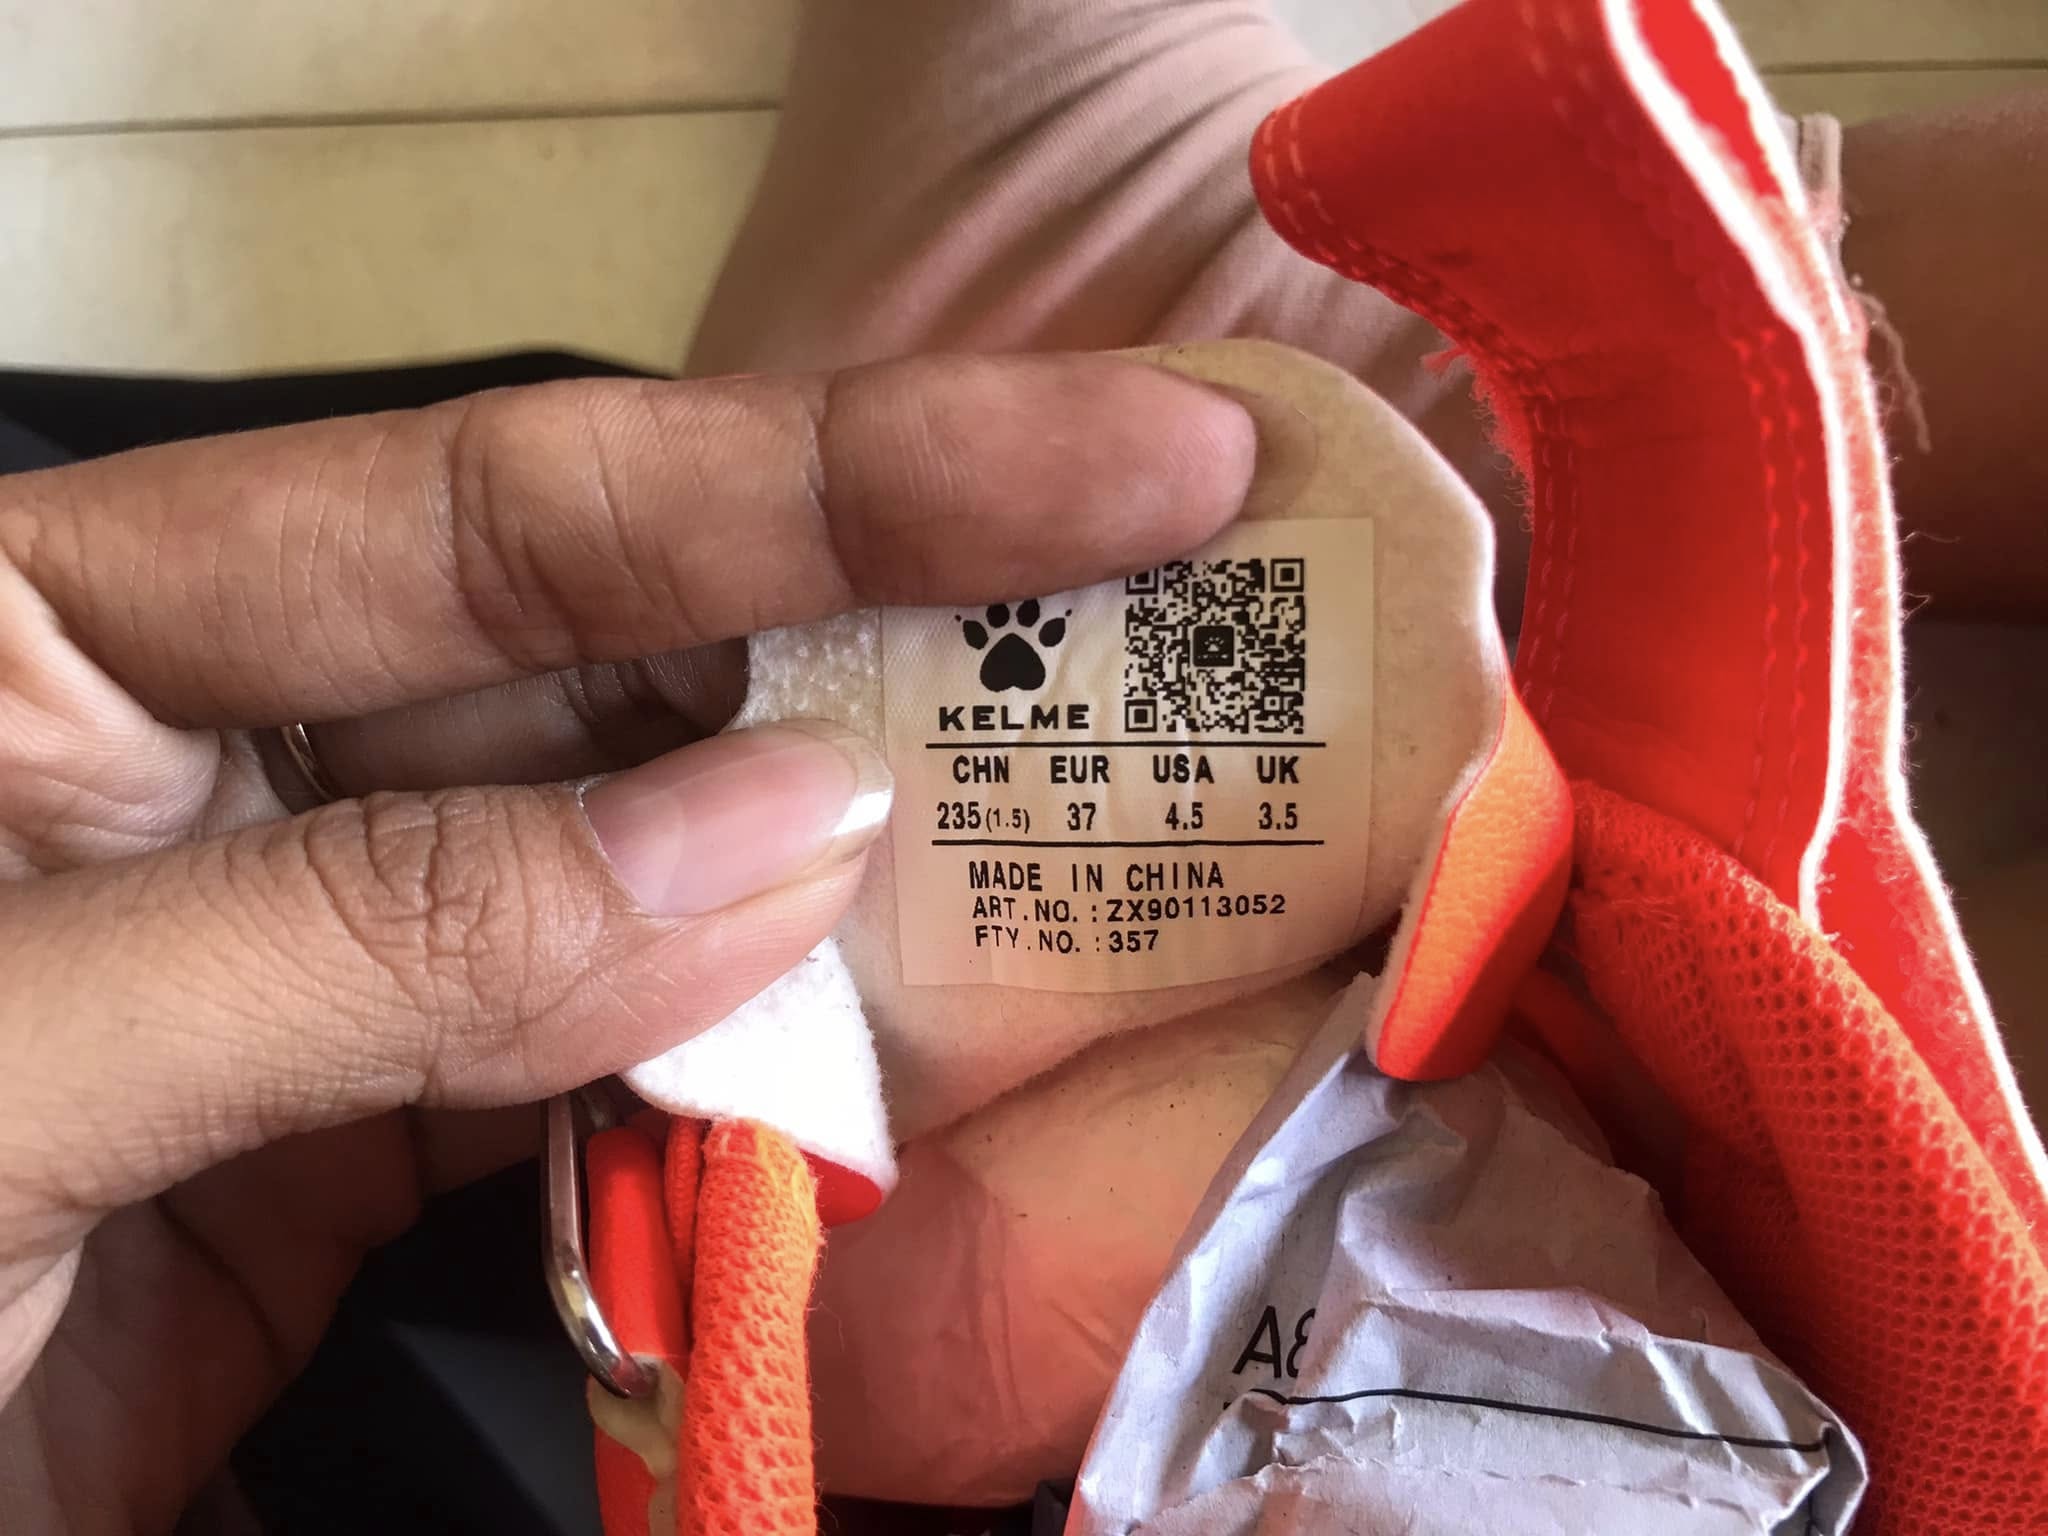 KELME
CHN EUR USA UK
235(1.5) 37 4.5 3.5
MADE IN CHINA
ART.NO.:ZX90113052
FTY.NO.:357